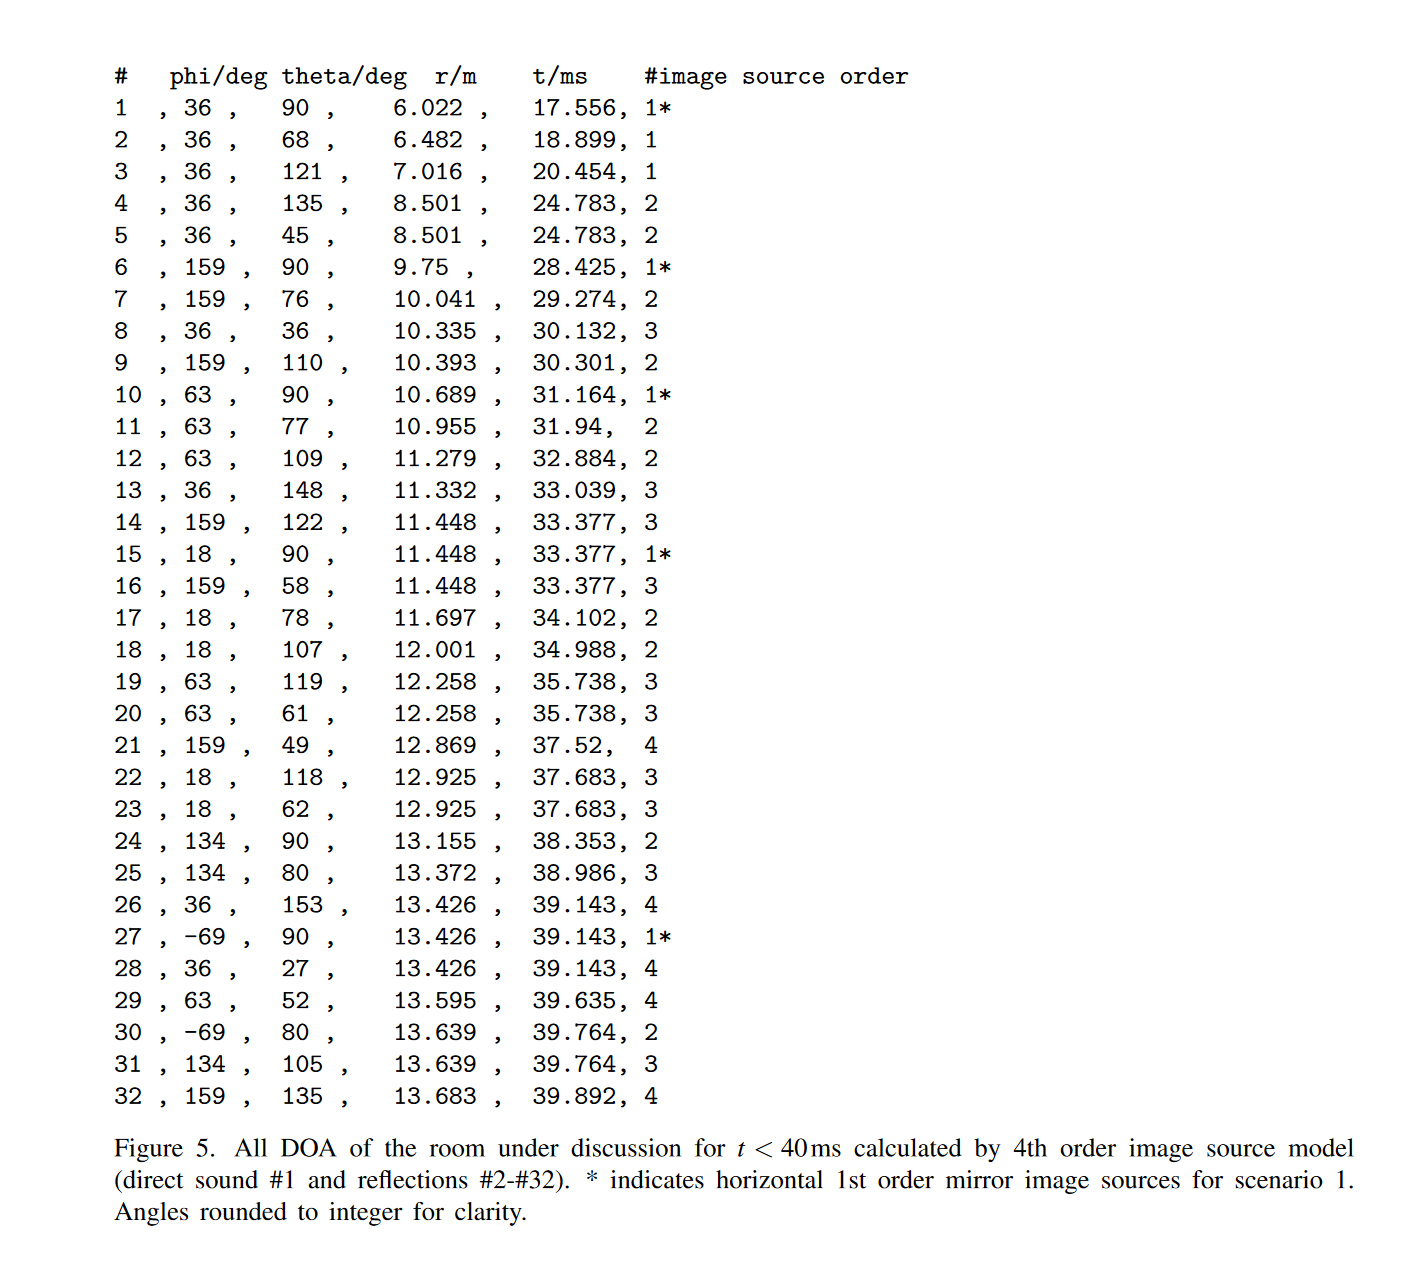 # phi/deg theta/deg r/m t/ms #image source order
1 , 36 , 90 , 6.022 , 17.556, 1*
2 , 36 , 68 , 6.482 , 18.899, 1
3 , 36 , 121 , 7.016 , 20.454, 1
4 , 36 , 135 , 8.501 , 24.783, 2
5 , 36 , 45 , 8.501 , 24.783, 2
6 , 159 , 90 , 9.75 , 28.425, 1*
7 , 159 , 76 , 10.041 , 29.274, 2
8 , 36 , 36 , 10.335 , 30.132, 3
9 , 159 , 110 , 10.393 , 30.301, 2
10 , 63 , 90 , 10.689 , 31.164, 1*
11 , 63 , 77 , 10.955 , 31.94, 2
12 , 63 , 109 , 11.279 , 32.884, 2
13 , 36 , 148 , 11.332 , 33.039, 3
14 , 159 , 122 , 11.448 , 33.377, 3
15 , 18 , 90 , 11.448 , 33.377, 1*
16 , 159 , 58 , 11.448 , 33.377, 3
17 , 18 , 78 , 11.697 , 34.102, 2
18 , 18 , 107 , 12.001 , 34.988, 2
19 , 63 , 119 , 12.258 , 35.738, 3
20 , 63 , 61 , 12.258 , 35.738, 3
21 , 159 , 49 , 12.869 , 37.52, 4
22 , 18 , 118 , 12.925 , 37.683, 3
23 , 18 , 62 , 12.925 , 37.683, 3
24 , 134 , 90 , 13.155 , 38.353, 2
25 , 134 , 80 , 13.372 , 38.986, 3
26 , 36 , 153 , 13.426 , 39.143, 4
27 , -69 , 90 , 13.426 , 39.143, 1*
28 , 36 , 27 , 13.426 , 39.143, 4
29 , 63 , 52 , 13.595 , 39.635, 4
30 , -69 , 80 , 13.639 , 39.764, 2
31 , 134 , 105 , 13.639 , 39.764, 3
32 , 159 , 135 , 13.683 , 39.892, 4
Figure 5. All DOA of the room under discussion for t < 40 ms calculated by 4th order image source model
(direct sound #1 and reflections #2-#32). * indicates horizontal 1st order mirror image sources for scenario 1.
Angles rounded to integer for clarity.